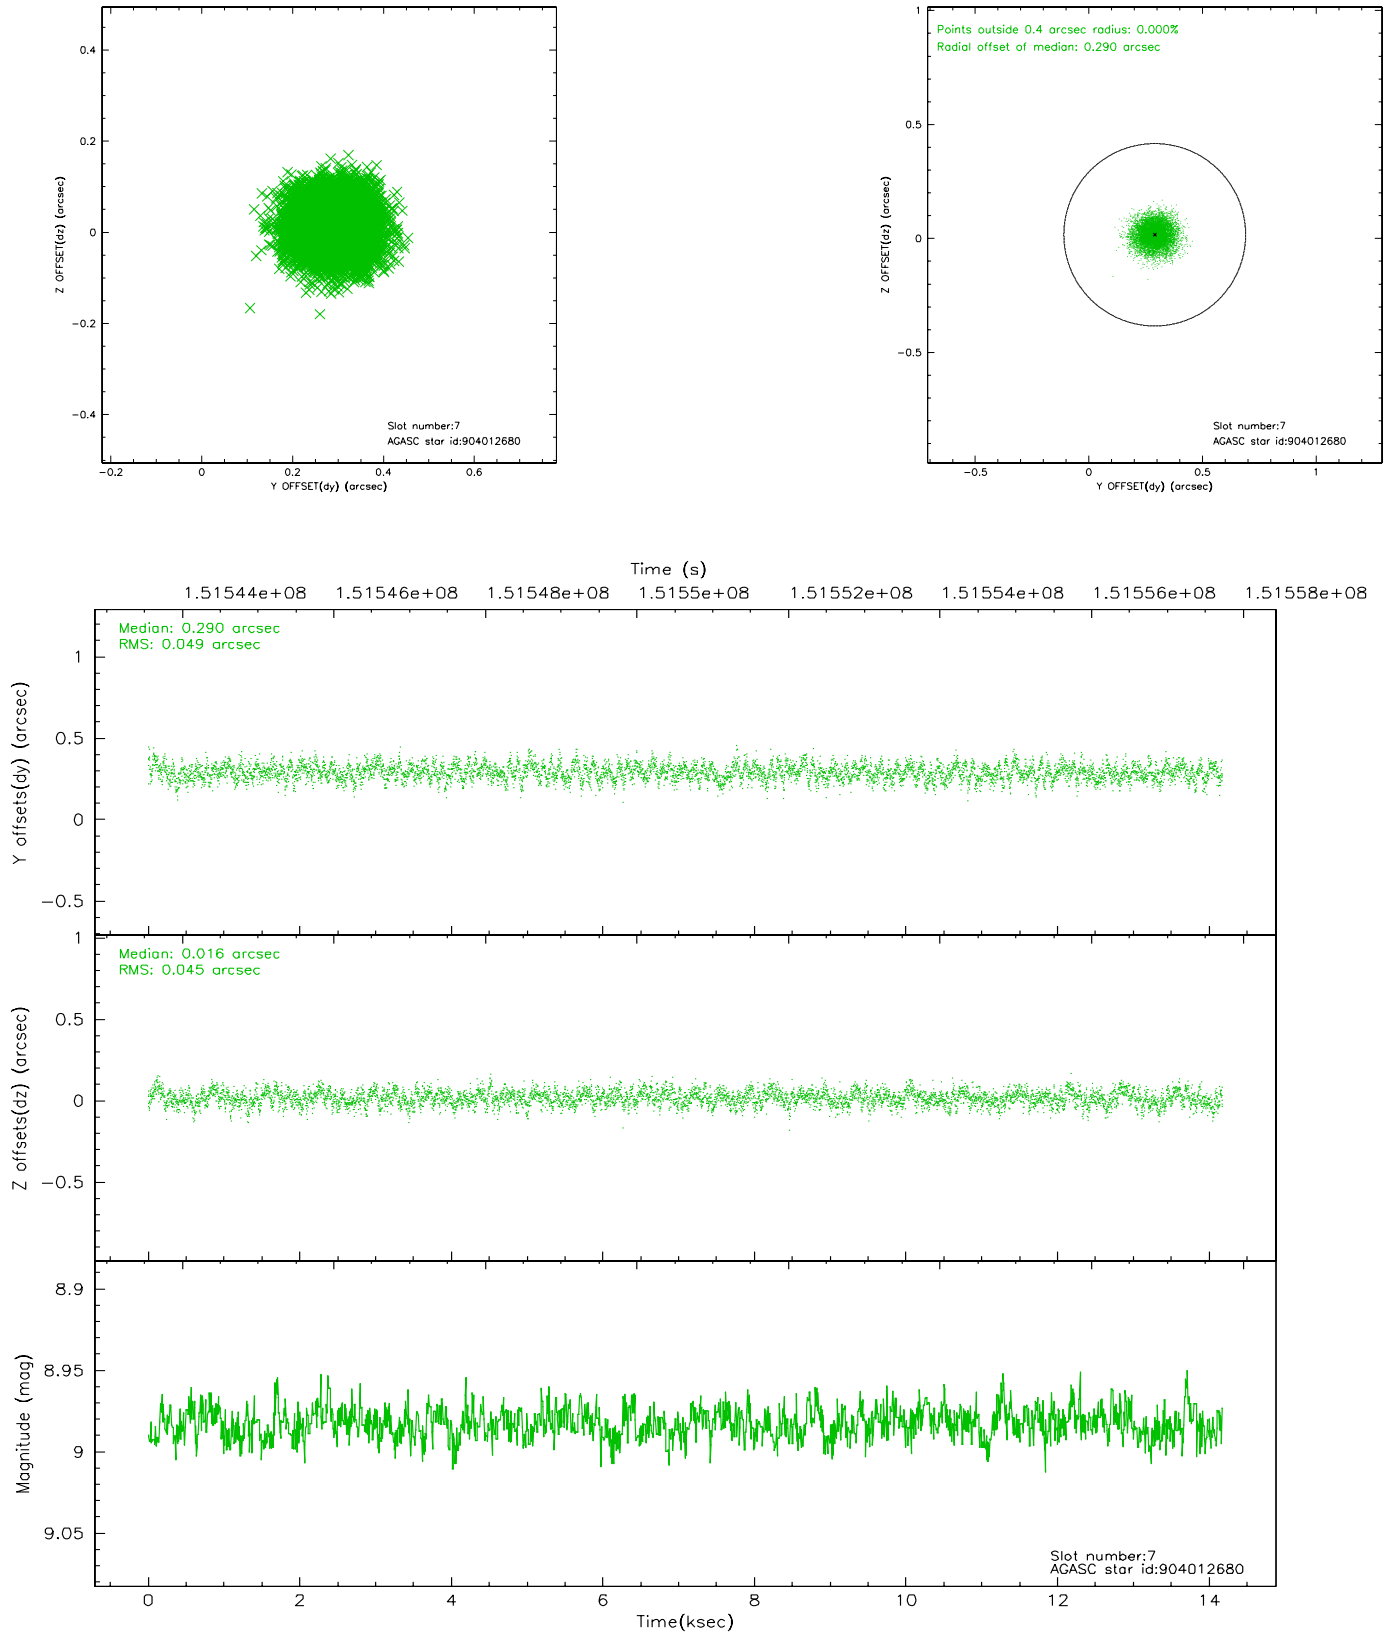 0.4
0.2
0
−0.2
−0.4
Z OFFSET(dz) (arcsec)
Slot number:7
AGASC star id:904012680
−0.2
0
0.2
0.4
0.6
Y OFFSET(dy) (arcsec)
Points outside 0.4 arcsec radius: 0.000%
Radial offset of median: 0.290 arcsec
1
0.5
0
−0.5
Z OFFSET(dz) (arcsec)
Slot number:7
AGASC star id:904012680
−0.5
0
0.5
1
Y OFFSET(dy) (arcsec)
Time (s)
1.51544e+08 1.51546e+08 1.51548e+08 1.5155e+08 1.51552e+08 1.51554e+08 1.51556e+08 1.51558e+08
Median: 0.290 arcsec
RMS: 0.049 arcsec
1
0.5
0
−0.5
Y offsets(dy) (arcsec)
Median: 0.016 arcsec
RMS: 0.045 arcsec
1
0.5
0
−0.5
Z offsets(dz) (arcsec)
8.9
8.95
9
9.05
Magnitude (mag)
Slot number:7
AGASC star id:904012680
0 2 4 6 8 10 12 14
Time(ksec)